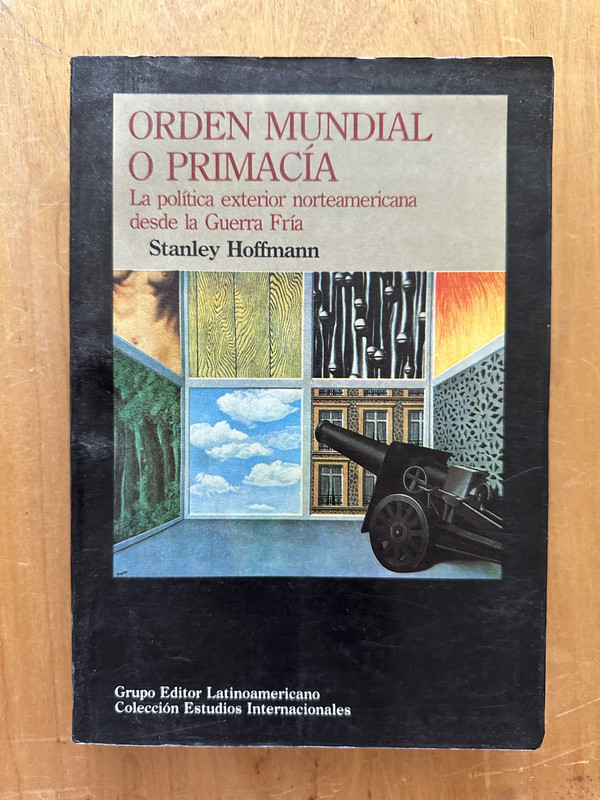 ORDEN MUNDIAL
O PRIMACÍA
La política exterior norteamericana
desde la Guerra Fría
Stanley Hoffmann
Grupo Editor Latinoamericano
Colección Estudios Internacionales